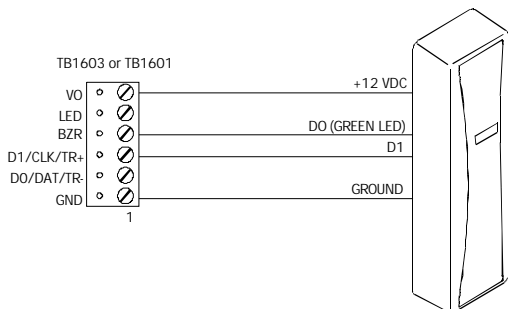 TB1603 or TB1601
VO
LED
BZR
D1/CLK/TR+
DO/DAT/TR-
GND
1
+12 VDC
DO (GREEN LED)
D1
GROUND